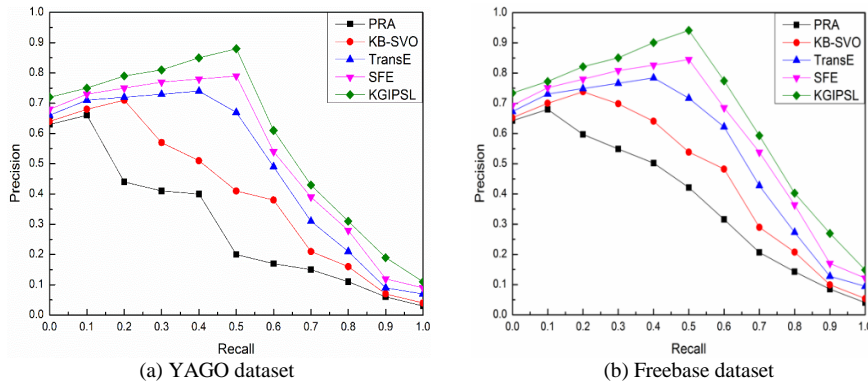 PRA
KB-SVO
TransE
SFE
KGIPSL
Precision
1.0
0.9
0.8
0.7
0.6
0.5
0.4
0.3
0.2
0.1
0.0
0.0 0.1 0.2 0.3 0.4 0.5 0.6 0.7 0.8 0.9 1.0
Recall
(a) YAGO dataset
PRA
KB-SVO
TransE
SFE
KGIPSL
Precision
1.0
0.9
0.8
0.7
0.6
0.5
0.4
0.3
0.2
0.1
0.0
0.0 0.1 0.2 0.3 0.4 0.5 0.6 0.7 0.8 0.9 1.0
Recall
(b) Freebase dataset